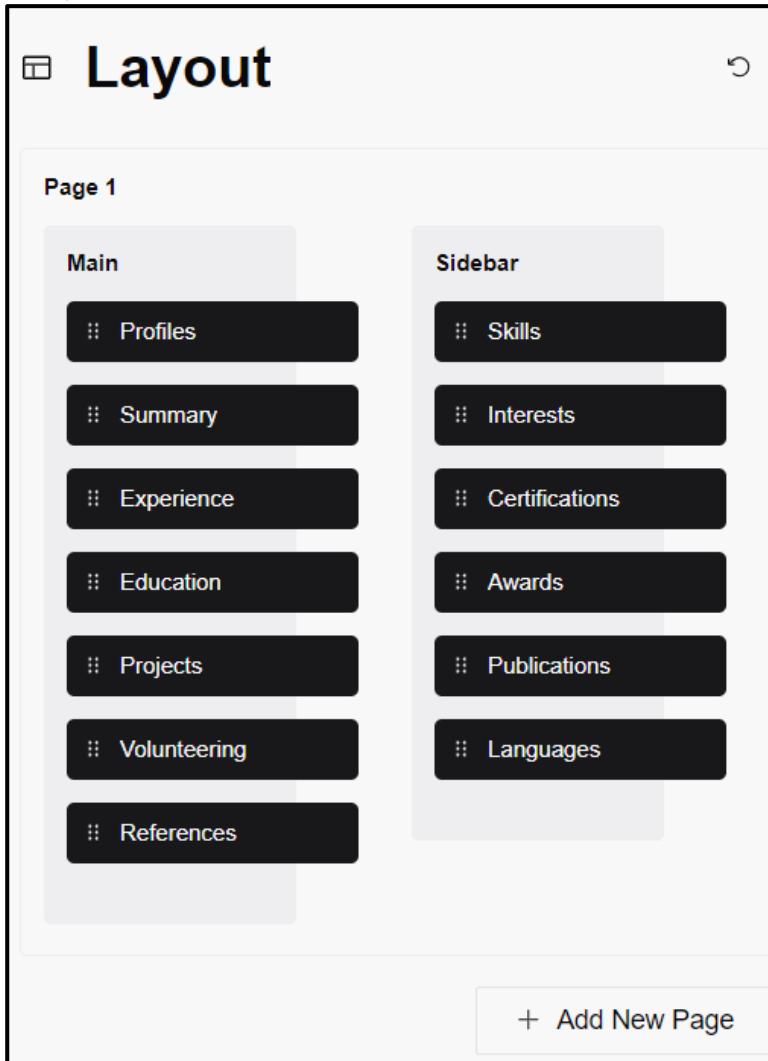 Layout
Page 1
Main
Profiles
Summary
Experience
Education
Projects
Volunteering
References
Sidebar
Skills
Interests
Certifications
Awards
Publications
Languages
+ Add New Page